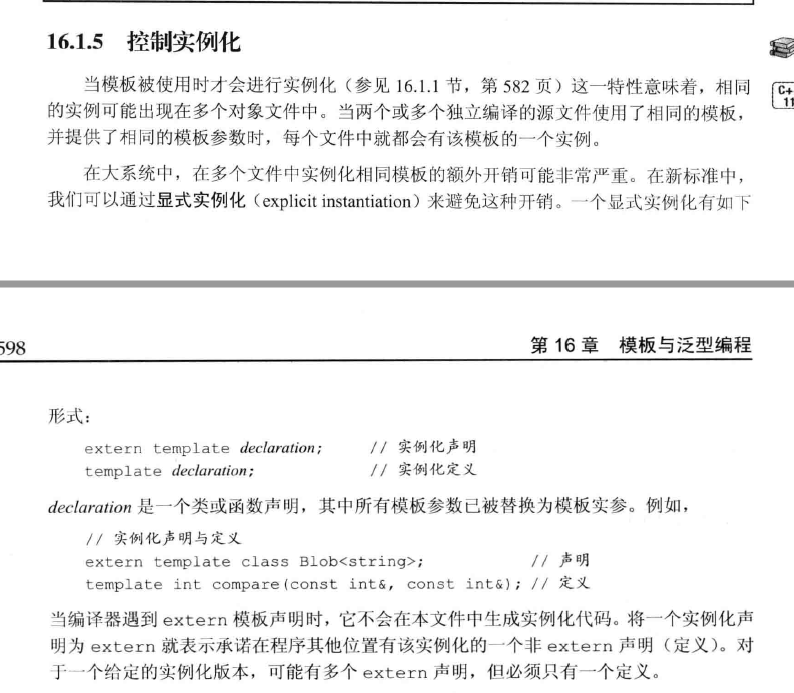 16.1.5 控制实例化
当模板被使用时才会进行实例化（参见 16.1.1 节，第 582 页）这一特性意味着，相同
的实例可能出现在多个对象文件中。当两个或多个独立编译的源文件使用了相同的模板，
并提供了相同的模板参数时，每个文件中就都会有该模板的一个实例。
C+
11
在大系统中，在多个文件中实例化相同模板的额外开销可能非常严重。在新标准中，
我们可以通过显式实例化（explicit instantiation）来避免这种开销。一个显式实例化有如下
598
第 16 章 模板与泛型编程
形式：
extern template declaration; // 实例化声明
template declaration; // 实例化定义
declaration 是一个类或函数声明，其中所有模板参数已被替换为模板实参。例如，
// 实例化声明与定义
extern template class Blob<string>; // 声明
template int compare(const int&, const int&); // 定义
当编译器遇到 extern 模板声明时，它不会在本文件中生成实例化代码。将一个实例化声
明为 extern 就表示承诺在程序其他位置有该实例化的一个非 extern 声明（定义）。对
于一个给定的实例化版本，可能有多个 extern 声明，但必须只有一个定义。